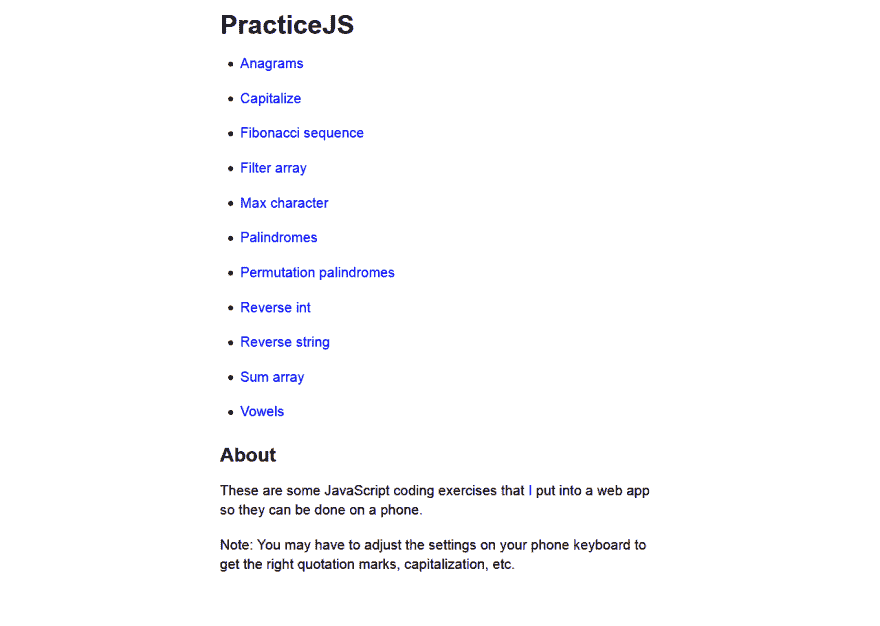 PracticeJS
Anagrams
Capitalize
Fibonacci sequence
Filter array
Max character
Palindromes
Permutation palindromes
Reverse int
Reverse string
Sum array
Vowels
About
These are some JavaScript coding exercises that I put into a web app
so they can be done on a phone.
Note: You may have to adjust the settings on your phone keyboard to
get the right quotation marks, capitalization, etc.